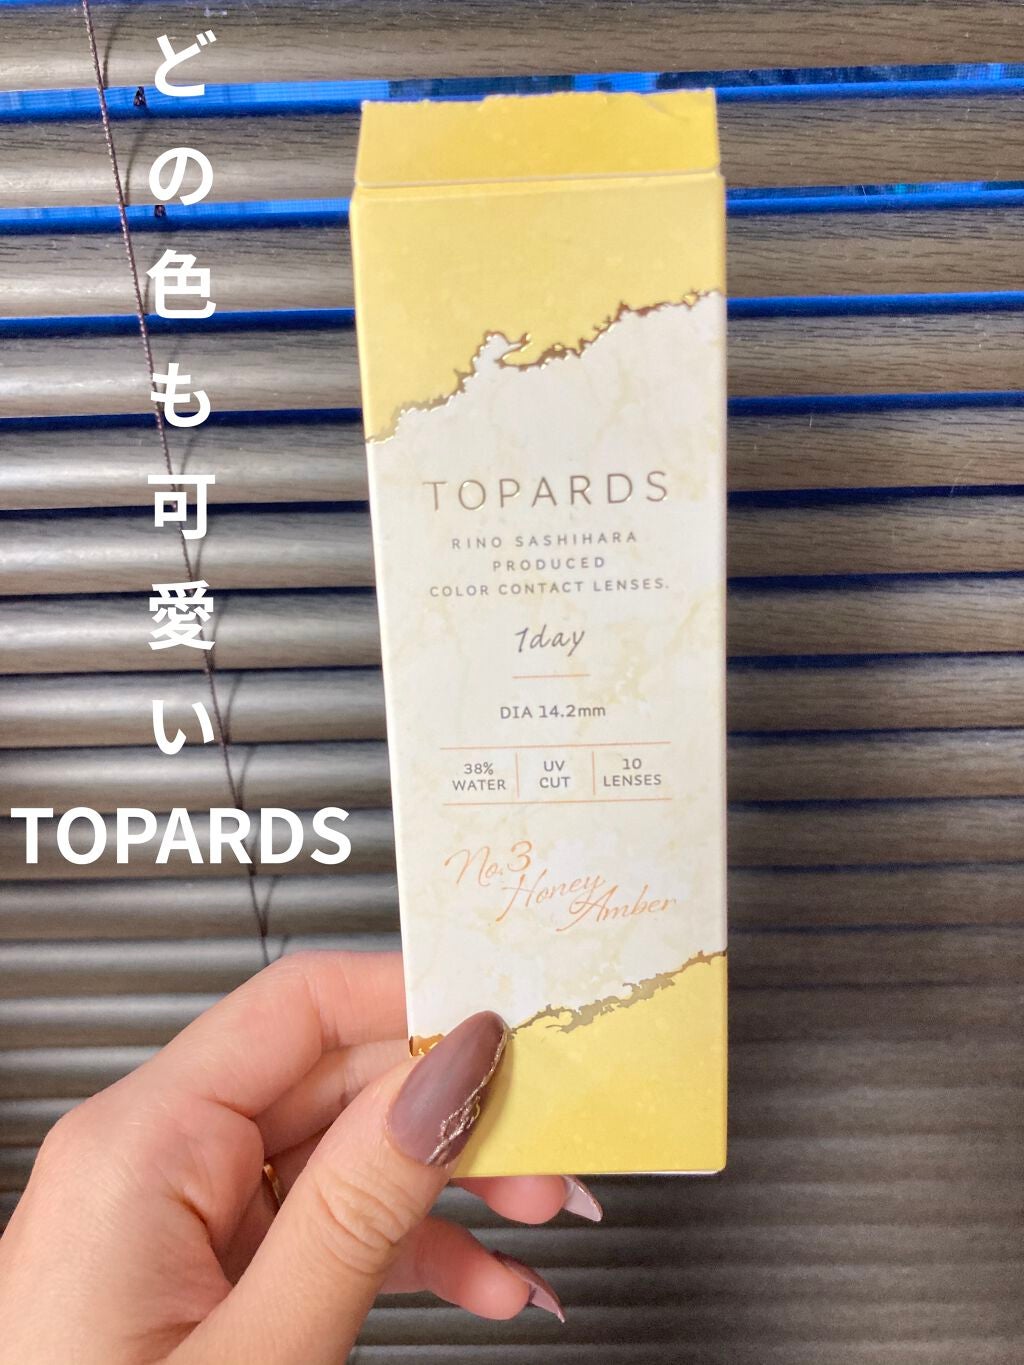 どの色も可愛い
TOPARDS
TOPARDS
RINO SASHIHARA
PRODUCED
COLOR CONTACT LENSES.
1day
DIA 14.2mm
38%
WATER
UV
CUT
10
LENSES
No.3
Honey
Amber